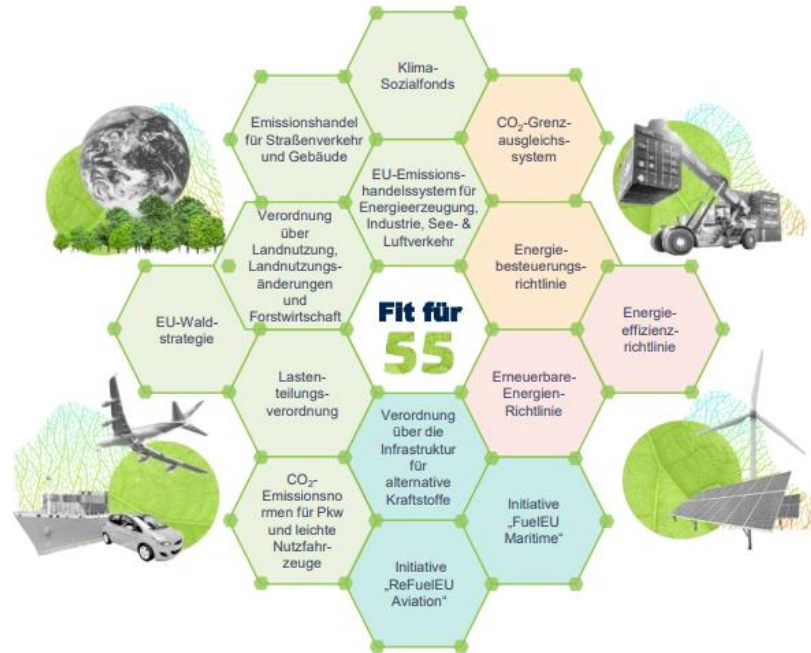 Klima-
Sozialfonds
Emissionshandel
für Straßenverkehr
und Gebäude
CO₂-Grenz-
ausgleichs-
system
EU-Emissions-
handelssystem für
Energieerzeugung,
Industrie, See- &
Luftverkehr
Verordnung
über
Landnutzung,
Landnutzungs-
änderungen
und
Forstwirtschaft
Energie-
besteuerungs-
richtlinie
EU-Wald-
strategie
Fit für
55
Energie-
effizienz-
richtlinie
Lasten-
teilungs-
verordnung
Erneuerbare-
Energien-
Richtlinie
Verordnung
über die
Infrastruktur
für
alternative
Kraftstoffe
CO₂-
Emissionsno
rmen für Pkw
und leichte
Nutzfahr-
zeuge
Initiative
„FuelEU
Maritime“
Initiative
„ReFuelEU
Aviation“